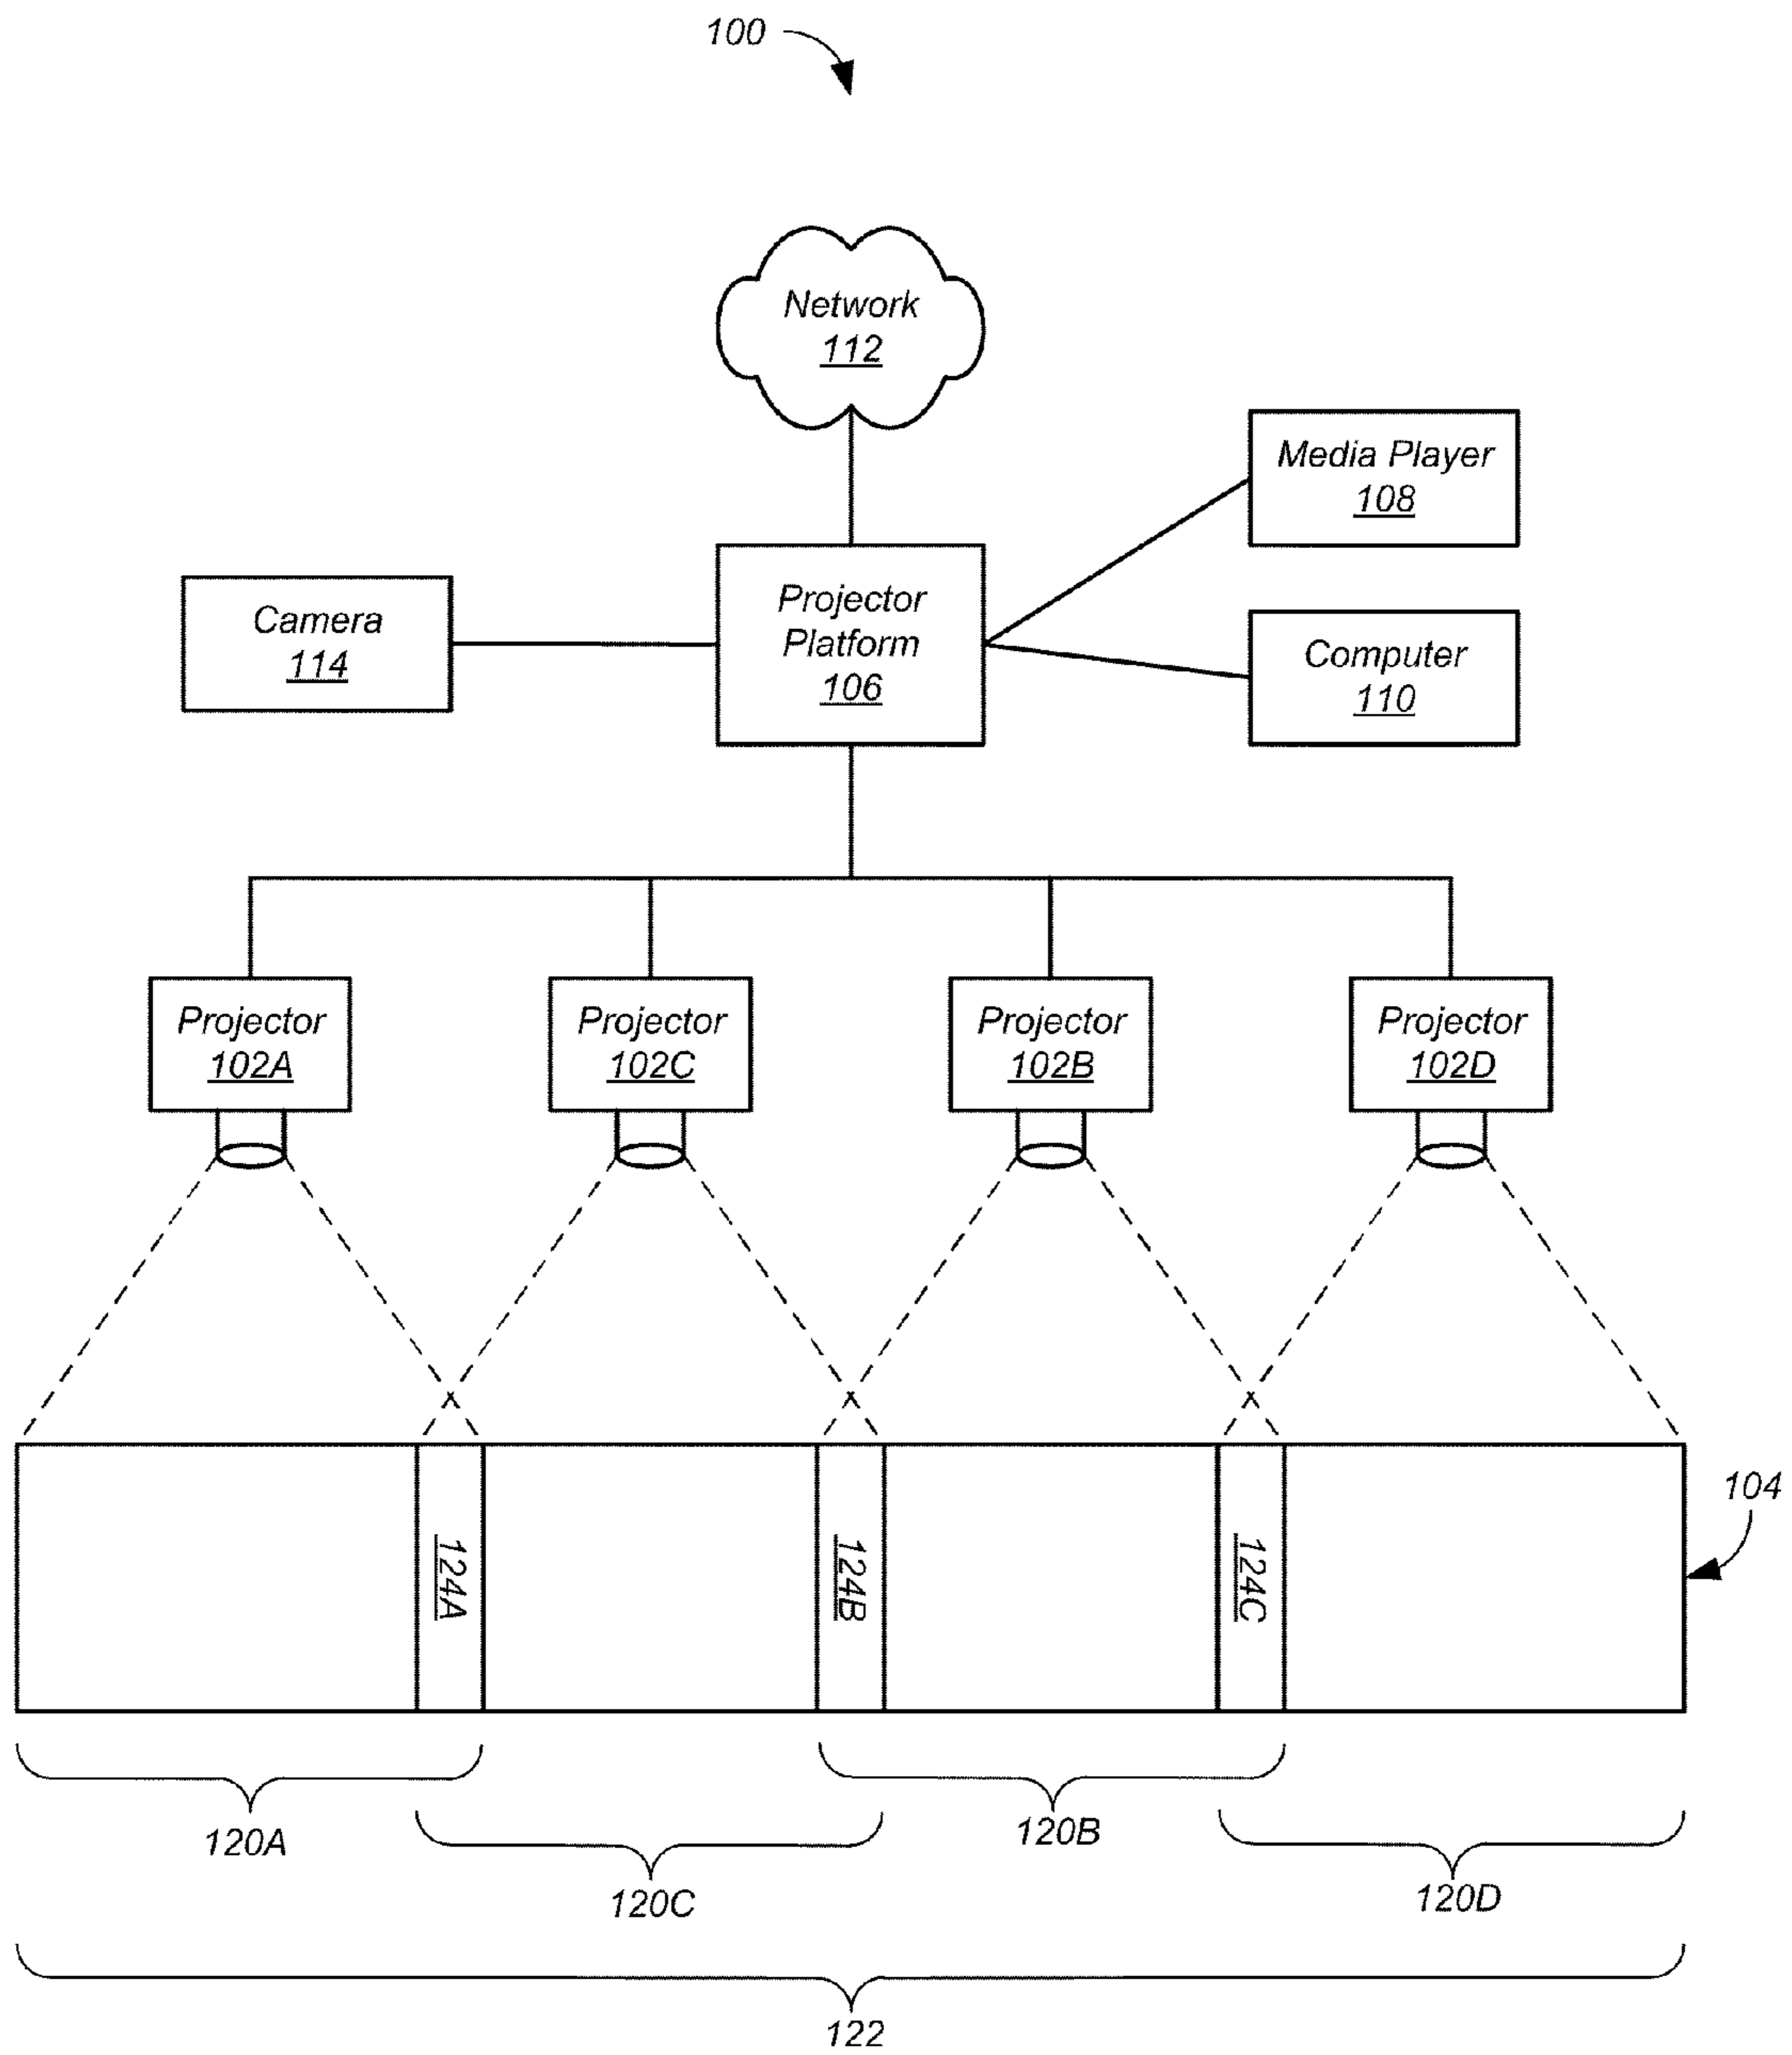 100
Network
112
Media Player
108
Camera
114
Projector
Platform
106
Computer
110
Projector
102A
Projector
102C
Projector
102B
Projector
102D
104
124A
124B
124C
120A
120C
120B
120D
122